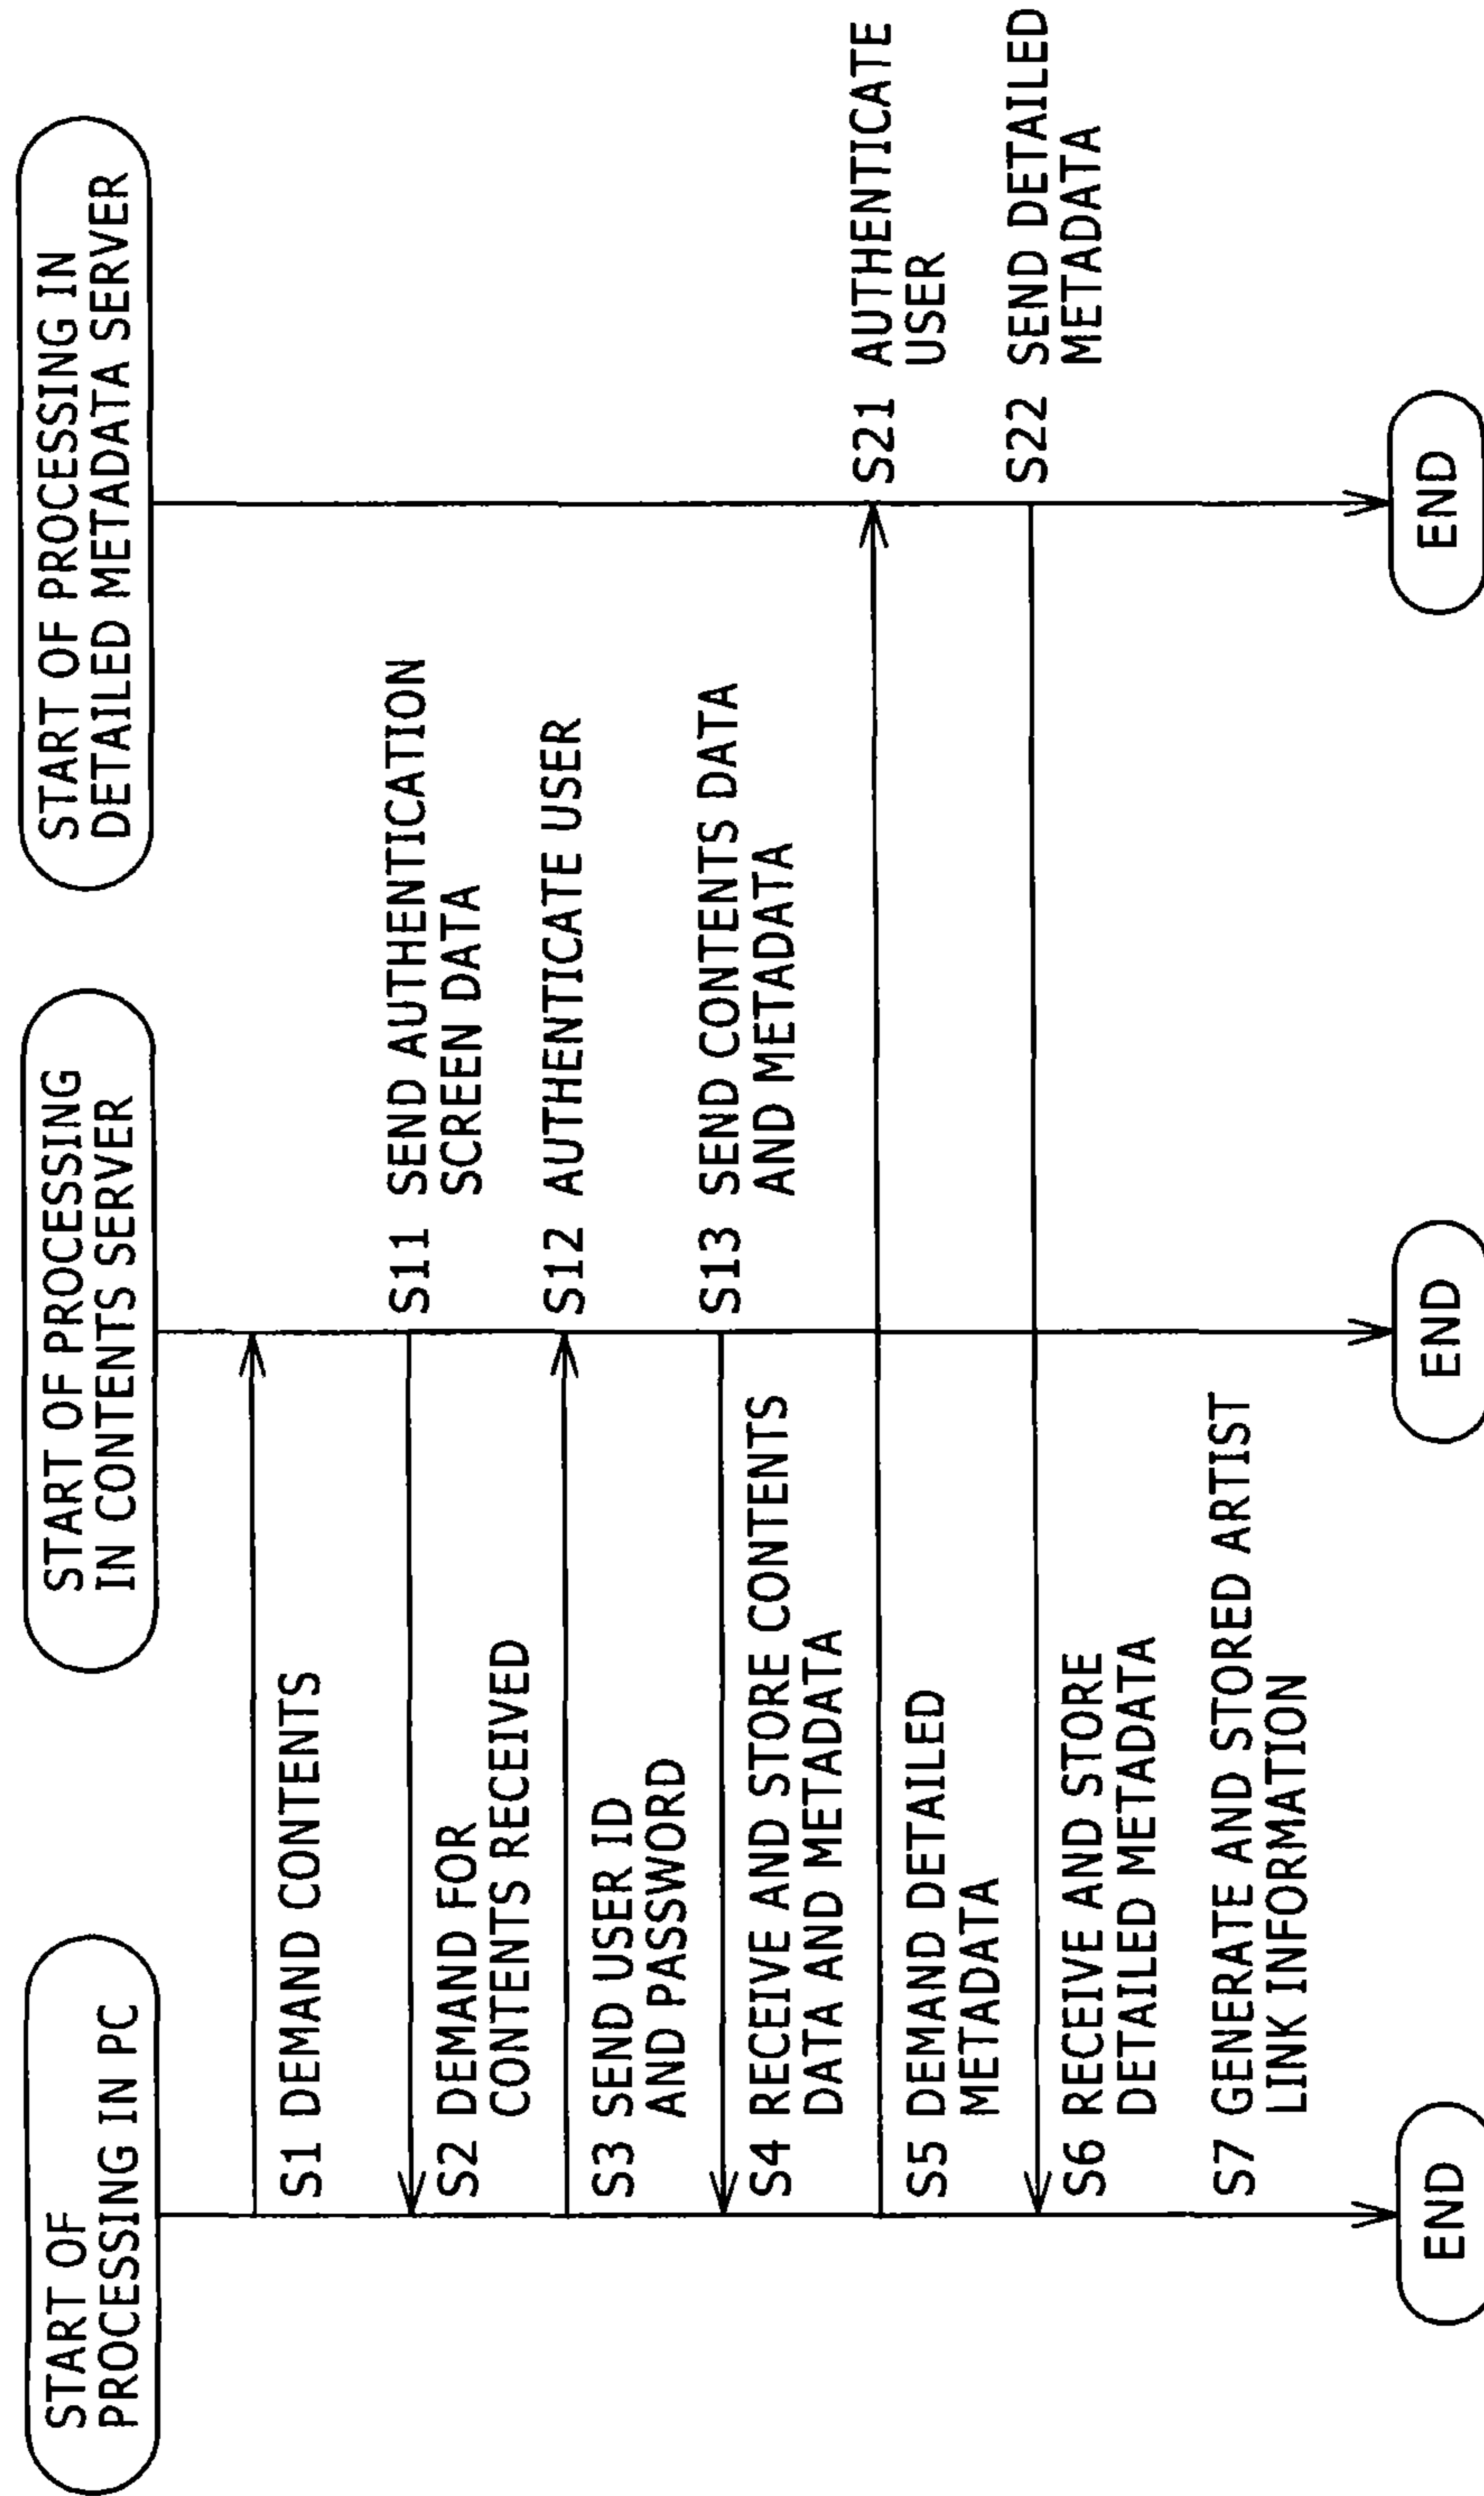 START OF
PROCESSING IN PC
START OF PROCESSING
IN CONTENTS SERVER
START OF PROCESSING IN
DETAILED METADATA SERVER
S1 DEMAND CONTENTS
S11 SEND AUTHENTICATION
SCREEN DATA
S2 DEMAND FOR
CONTENTS RECEIVED
S12 AUTHENTICATE USER
S3 SEND USER ID
AND PASSWORD
S13 SEND CONTENTS DATA
AND METADATA
S4 RECEIVE AND STORE CONTENTS
DATA AND METADATA
S21 AUTHENTICATE
USER
S5 DEMAND DETAILED
METADATA
S22 SEND DETAILED
METADATA
S6 RECEIVE AND STORE
DETAILED METADATA
S7 GENERATE AND STORED ARTIST
LINK INFORMATION
END
END
END